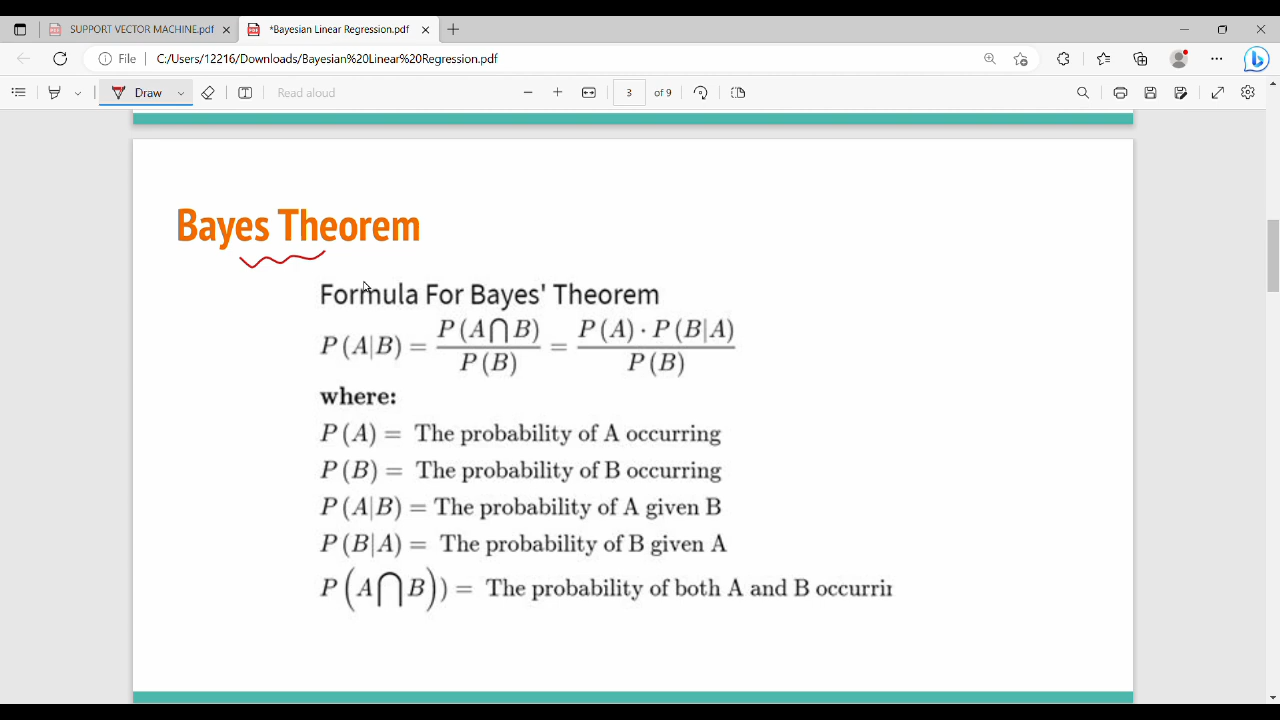 SUPPORT VECTOR MACHINE.pdf
*Bayesian Linear Regression.pdf
File
C:/Users/12216/Downloads/Bayesian%20Linear%20Regression.pdf
Draw
Read aloud
3 of 9
Bayes Theorem
Formula For Bayes' Theorem
P (A|B) = P (A⋂B) / P (B) = P (A) · P (B|A) / P (B)
where:
P (A) = The probability of A occurring
P (B) = The probability of B occurring
P (A|B) = The probability of A given B
P (B|A) = The probability of B given A
P (A⋂B)) = The probability of both A and B occurrin